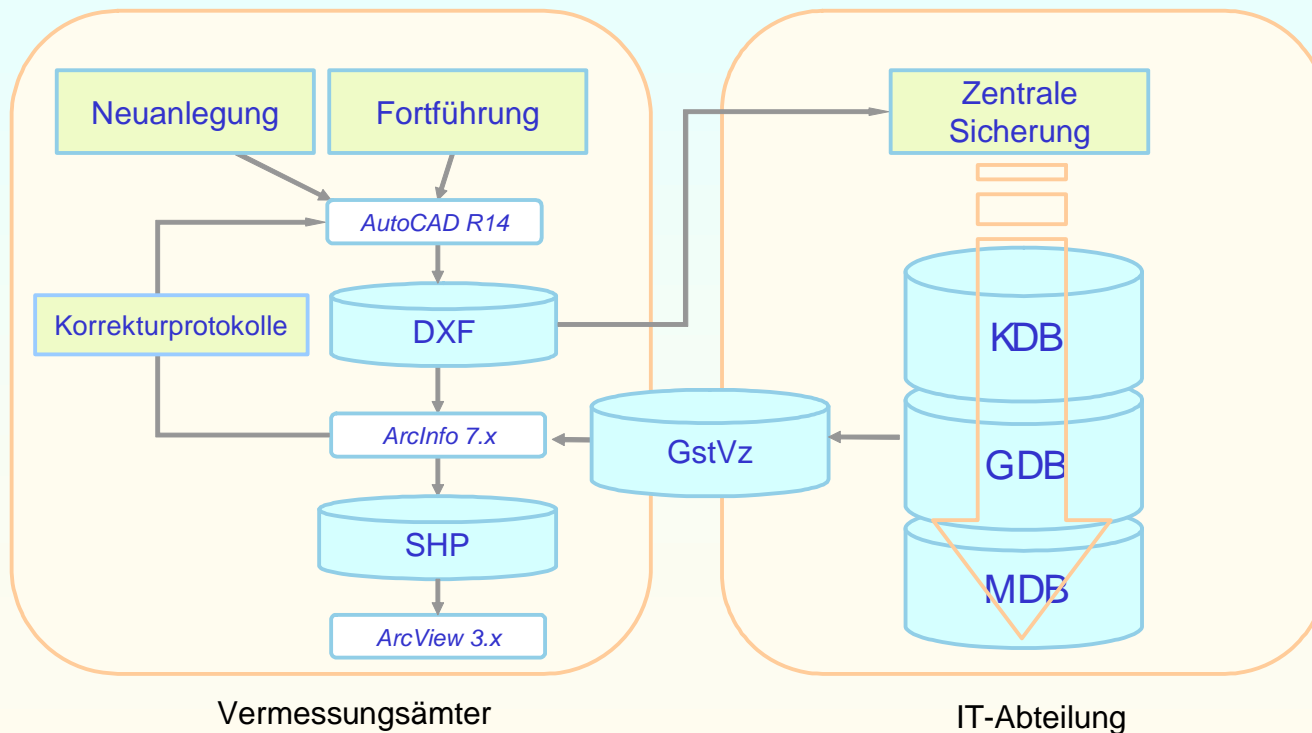 Neuanlegung
Fortführung
Zentrale
Sicherung
AutoCAD R14
Korrekturprotokolle
DXF
KDB
ArcInfo 7.x
GstVz
GDB
SHP
MDB
ArcView 3.x
Vermessungsämter
IT-Abteilung